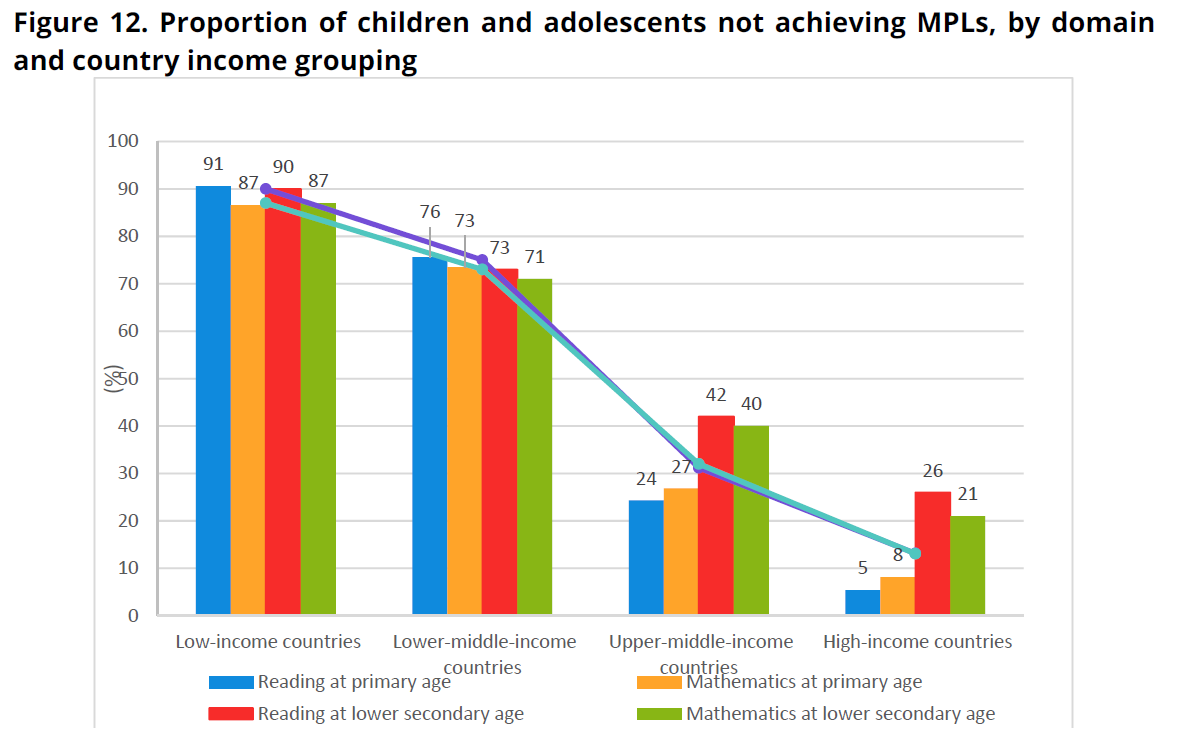 Figure 12. Proportion of children and adolescents not achieving MPLs, by domain
and country income grouping
100
91
90
87
87
90
76
73
80
73
71
70
60
(%)
50
42
40
40
30
27
24
26
21
20
10
8
5
0
Low-income countries
Lower-middle-income
countries
Upper-middle-income
countries
High-income countries
Reading at primary age
Mathematics at primary age
Reading at lower secondary age
Mathematics at lower secondary age